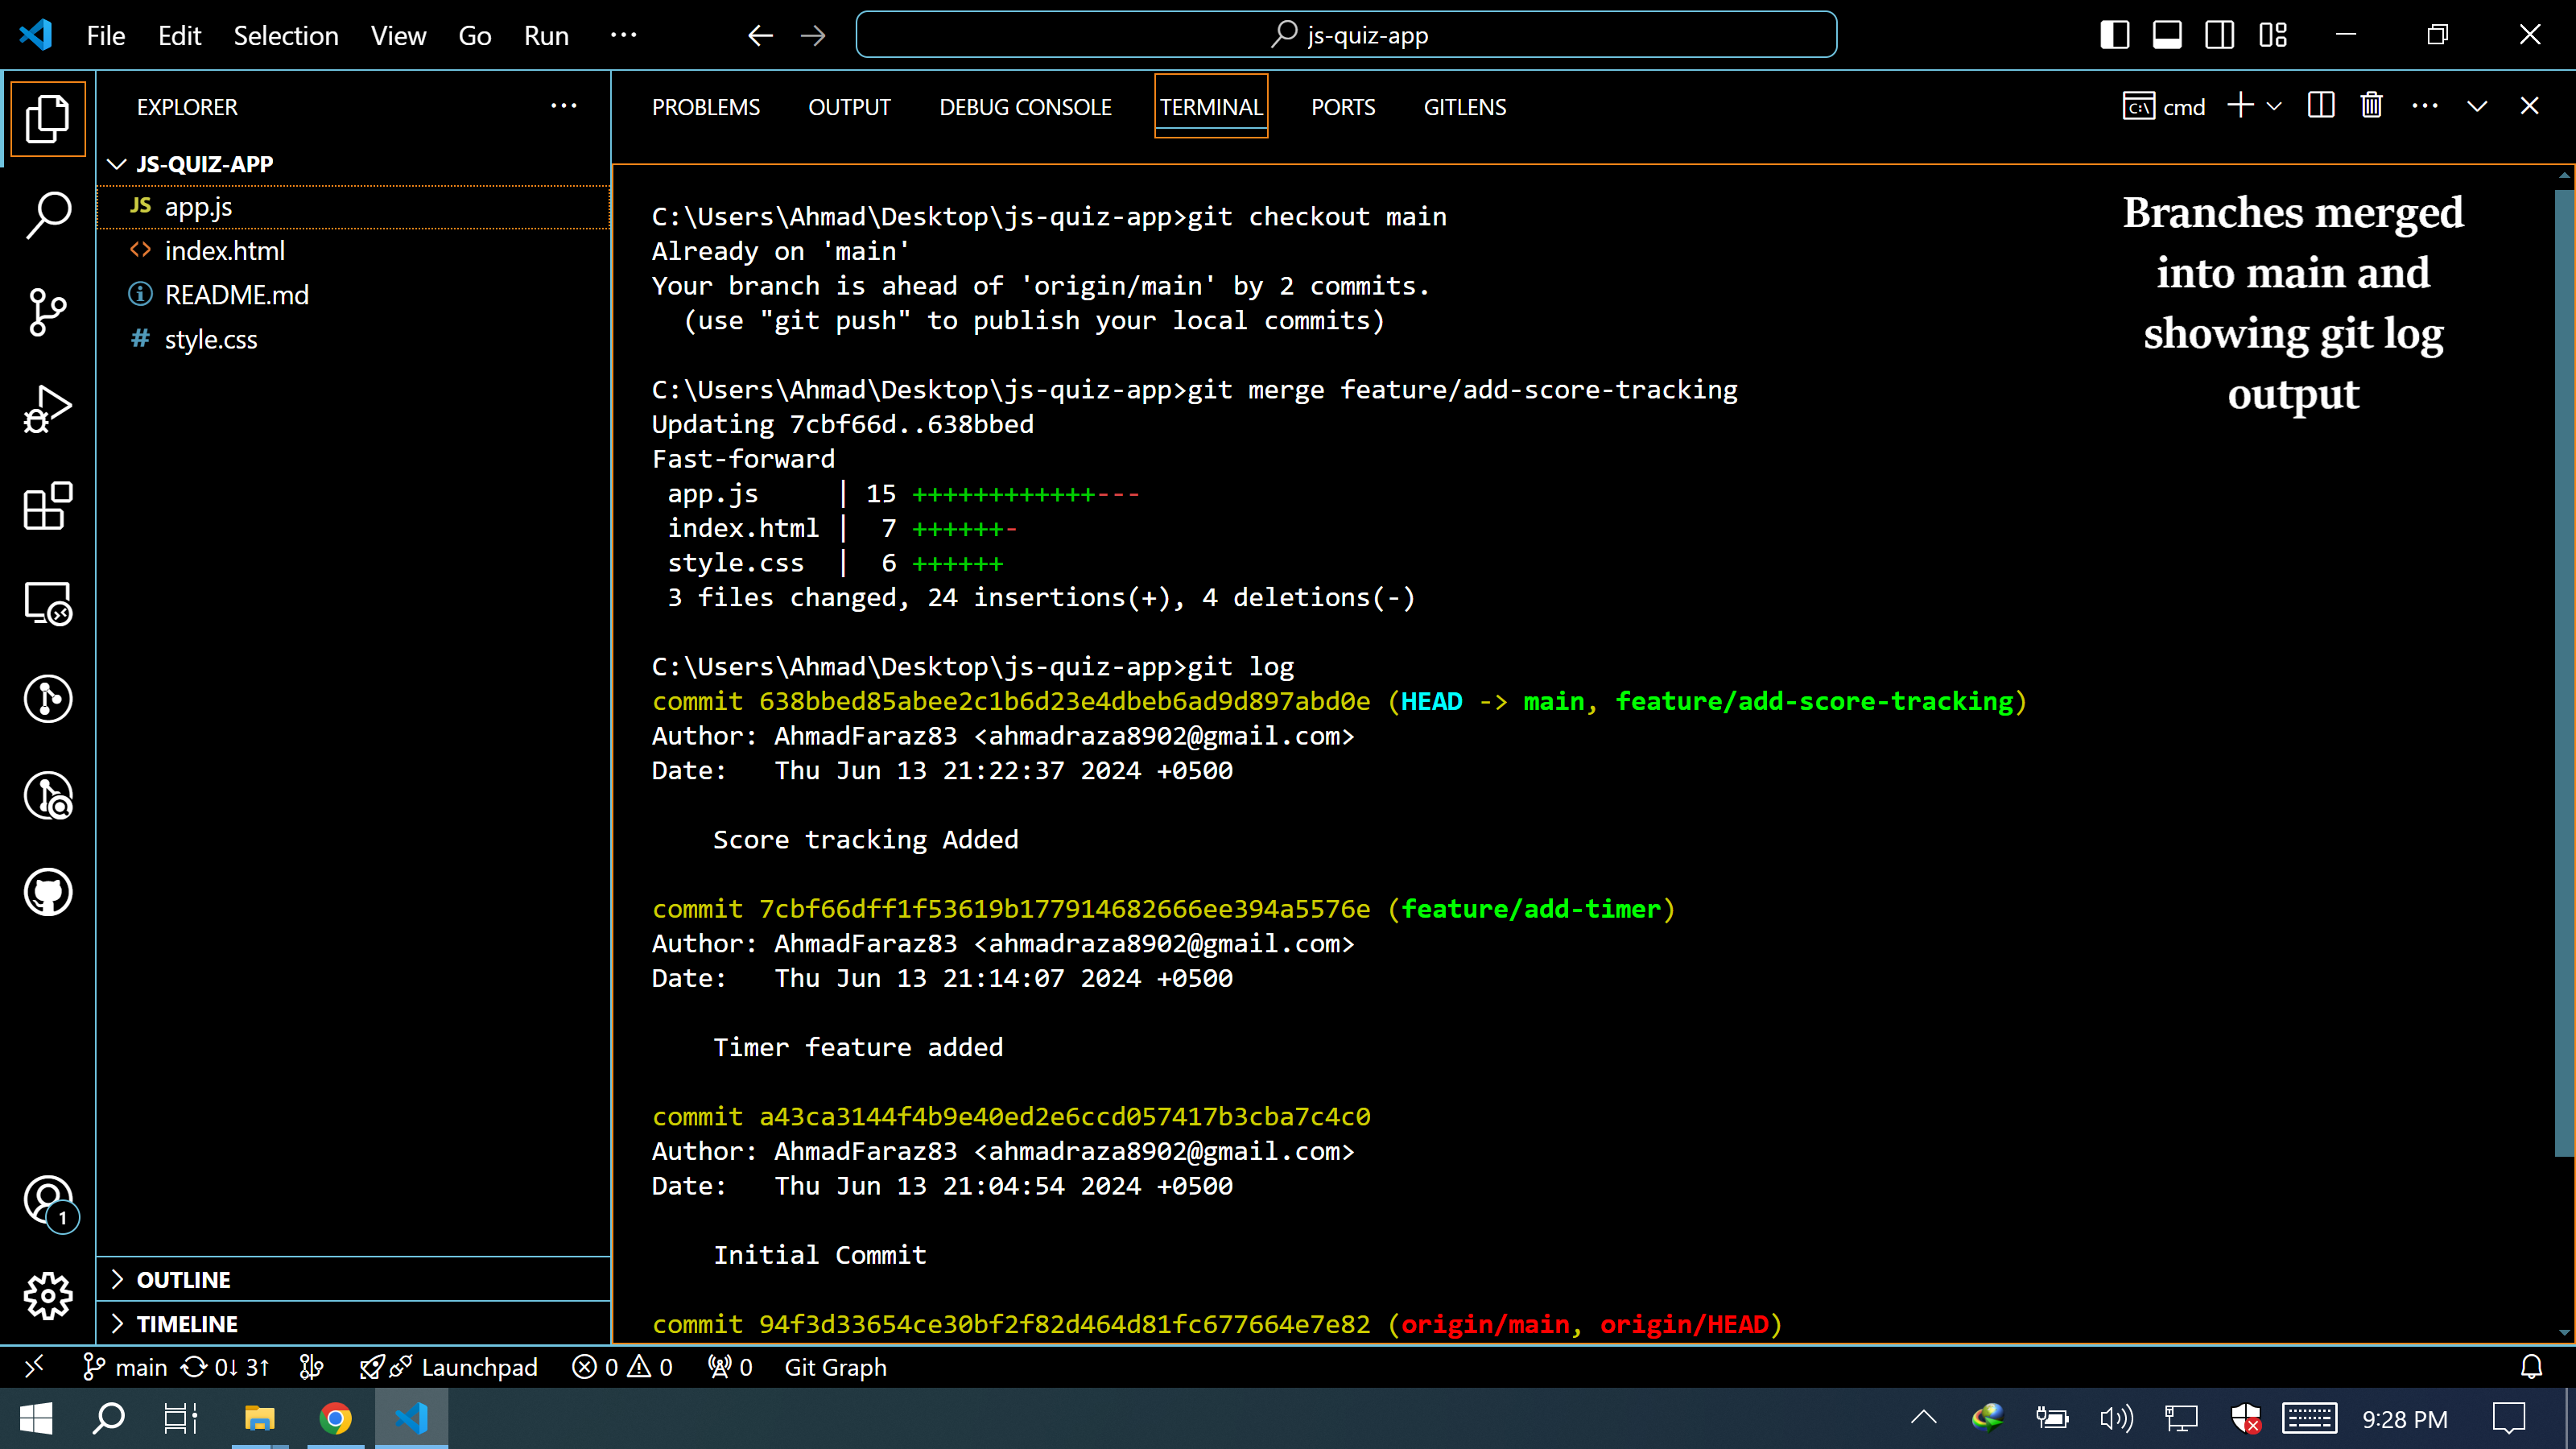 File Edit Selection View Go Run ...
js-quiz-app
EXPLORER
JS-QUIZ-APP
JS app.js
<> index.html
README.md
# style.css
OUTLINE
TIMELINE
PROBLEMS OUTPUT DEBUG CONSOLE TERMINAL PORTS GITLENS
cmd
C:\Users\Ahmad\Desktop\js-quiz-app>git checkout main
Already on 'main'
Your branch is ahead of 'origin/main' by 2 commits.
  (use "git push" to publish your local commits)
C:\Users\Ahmad\Desktop\js-quiz-app>git merge feature/add-score-tracking
Updating 7cbf66d..638bbed
Fast-forward
 app.js     | 15 ++++++++++++---
 index.html |  7 ++++++-
 style.css  |  6 ++++++
 3 files changed, 24 insertions(+), 4 deletions(-)
C:\Users\Ahmad\Desktop\js-quiz-app>git log
commit 638bbed85abee2c1b6d23e4dbeb6ad9d897abd0e (HEAD -> main, feature/add-score-tracking)
Author: AhmadFaraz83 <ahmadraza8902@gmail.com>
Date:   Thu Jun 13 21:22:37 2024 +0500
    Score tracking Added
commit 7cbf66dff1f53619b177914682666ee394a5576e (feature/add-timer)
Author: AhmadFaraz83 <ahmadraza8902@gmail.com>
Date:   Thu Jun 13 21:14:07 2024 +0500
    Timer feature added
commit a43ca3144f4b9e40ed2e6ccd057417b3cba7c4c0
Author: AhmadFaraz83 <ahmadraza8902@gmail.com>
Date:   Thu Jun 13 21:04:54 2024 +0500
    Initial Commit
commit 94f3d33654ce30bf2f82d464d81fc677664e7e82 (origin/main, origin/HEAD)
Branches merged
into main and
showing git log
output
1
main 0↓ 3↑ Launchpad 0 0 0 Git Graph
9:28 PM